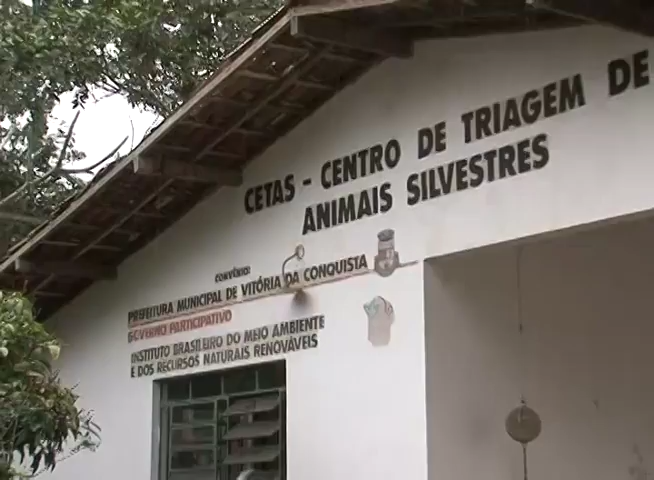 CETAS - CENTRO DE TRIAGEM DE
ANIMAIS SILVESTRES
CONVÊNIO:
PREFEITURA MUNICIPAL DE VITÓRIA DA CONQUISTA
GOVERNO PARTICIPATIVO
INSTITUTO BRASILEIRO DO MEIO AMBIENTE
E DOS RECURSOS NATURAIS RENOVÁVEIS